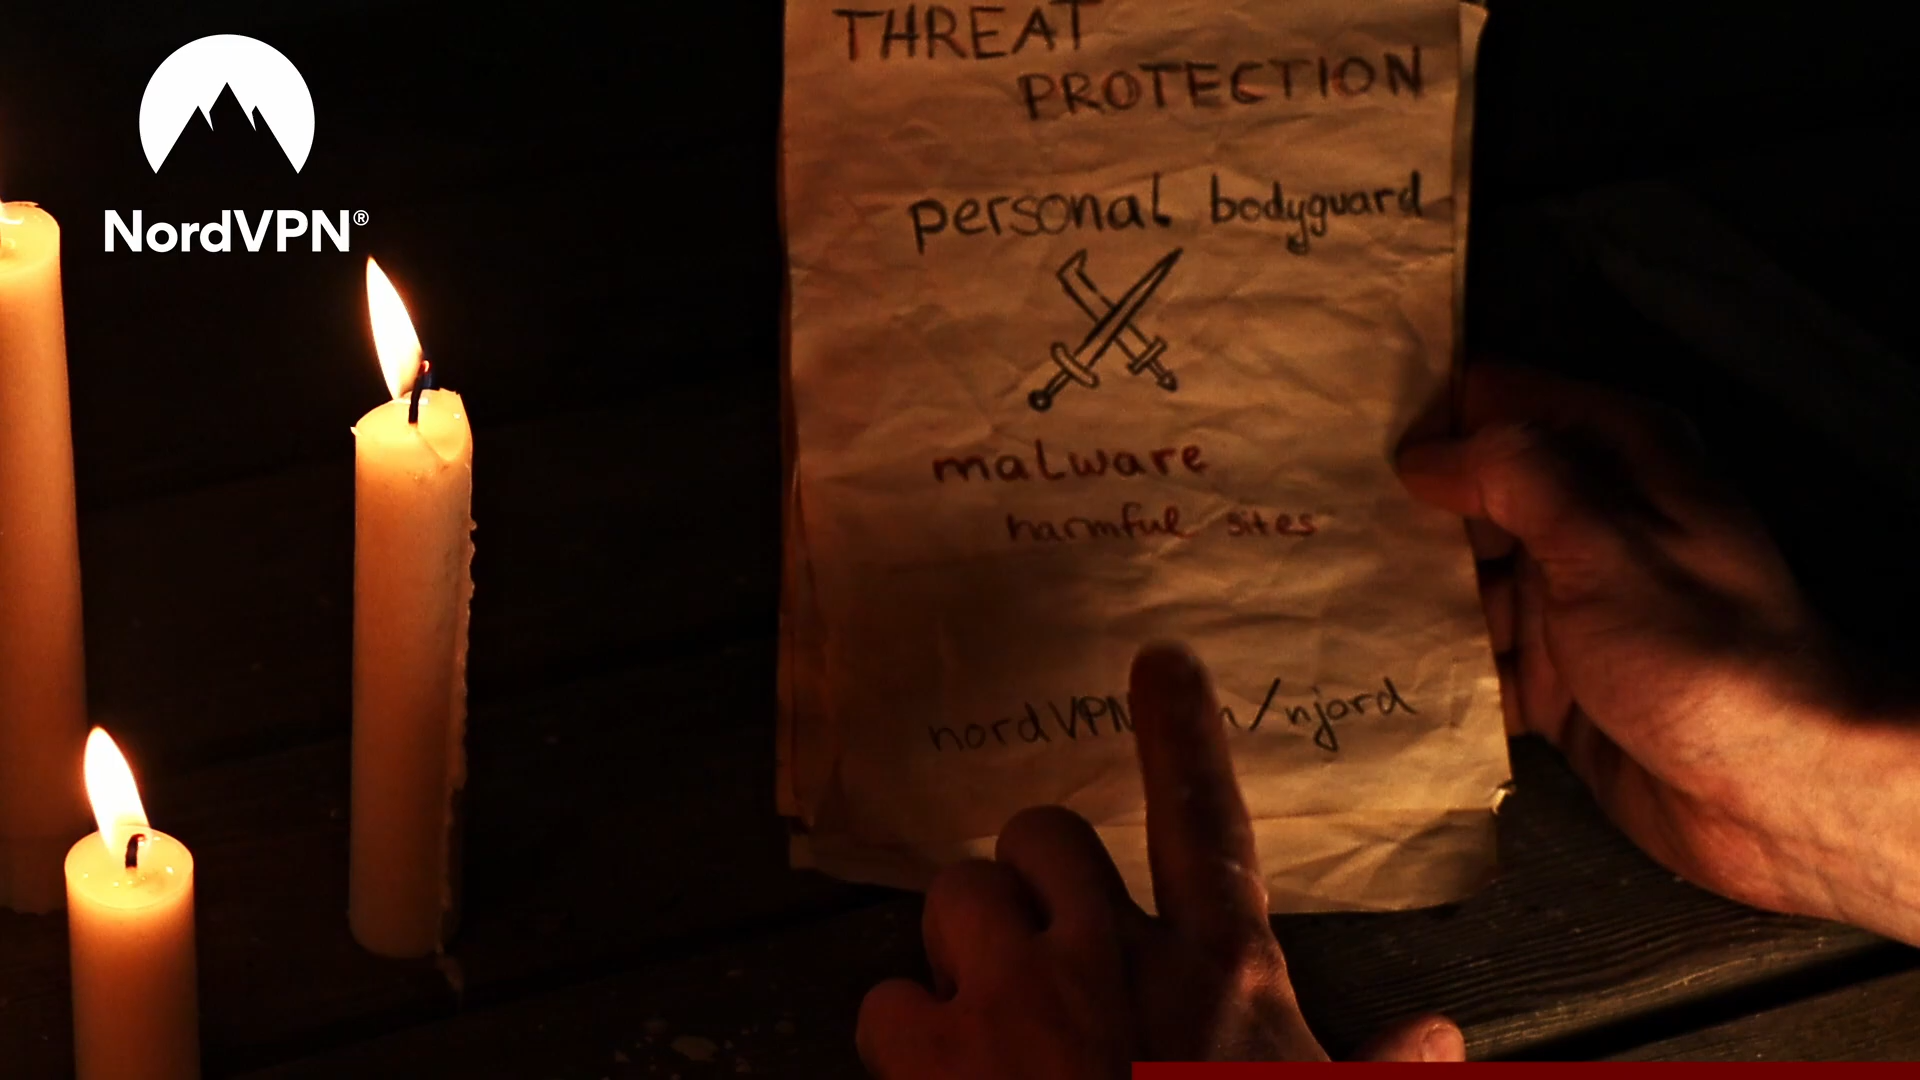 NordVPN®
THREAT
PROTECTION
personal bodyguard
malware
harmful sites
nordVPN /njord